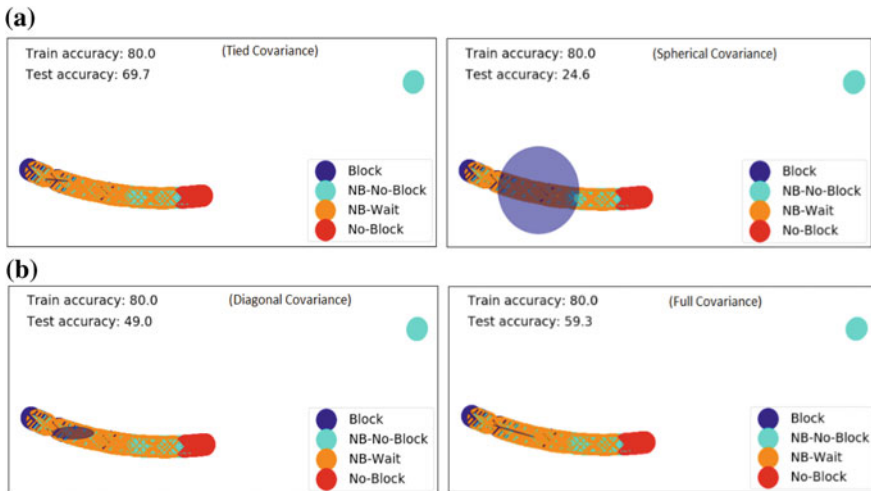 (a)
Train accuracy: 80.0 (Tied Covariance)
Test accuracy: 69.7
Block
NB-No-Block
NB-Wait
No-Block
Train accuracy: 80.0 (Spherical Covariance)
Test accuracy: 24.6
Block
NB-No-Block
NB-Wait
No-Block
(b)
Train accuracy: 80.0 (Diagonal Covariance)
Test accuracy: 49.0
Block
NB-No-Block
NB-Wait
No-Block
Train accuracy: 80.0 (Full Covariance)
Test accuracy: 59.3
Block
NB-No-Block
NB-Wait
No-Block